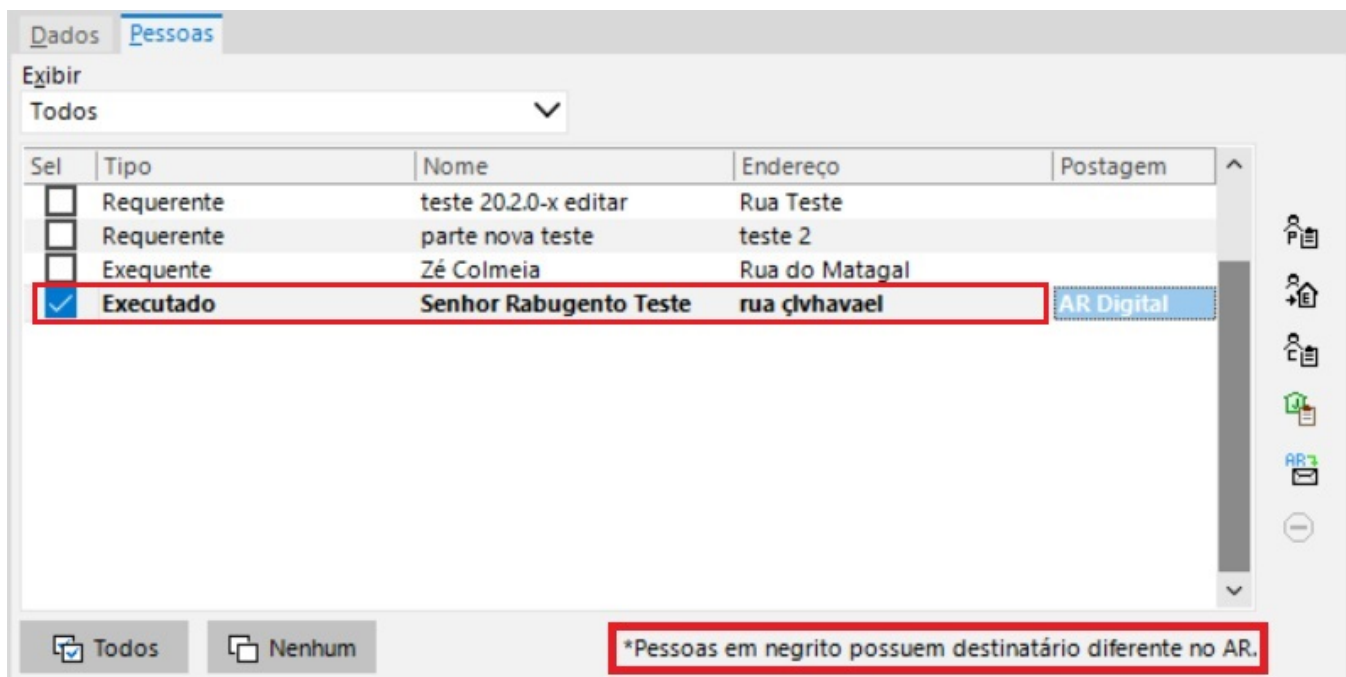 Dados Pessoas
Exibir
Todos
Sel Tipo Nome Endereço Postagem
Requerente teste 20.2.0-x editar Rua Teste
Requerente parte nova teste teste 2
Exequente Zé Colmeia Rua do Matagal
Executado Senhor Rabugento Teste rua çlvhavael AR Digital
P
E
C
J
AR
Todos Nenhum *Pessoas em negrito possuem destinatário diferente no AR.